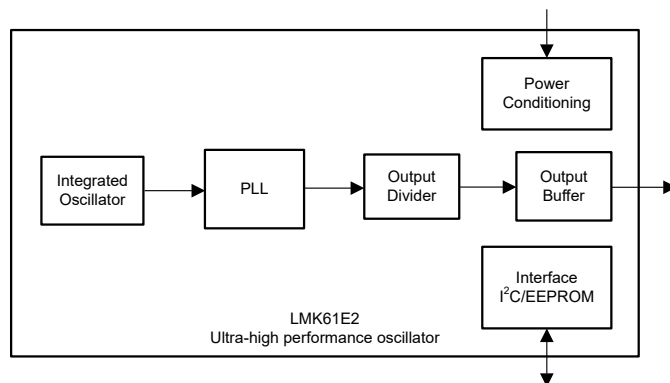 Power
Conditioning
Integrated
Oscillator
PLL
Output
Divider
Output
Buffer
Interface
I²C/EEPROM
LMK61E2
Ultra-high performance oscillator